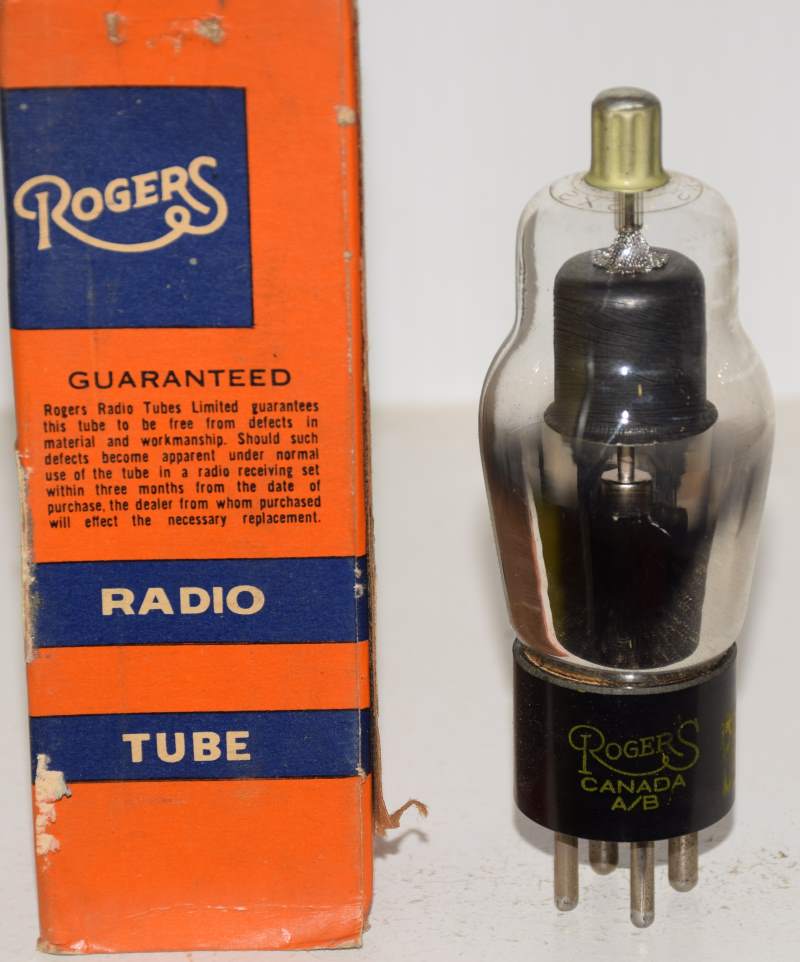 ROGERS
GUARANTEED
Rogers Radio Tubes Limited guarantees
this tube to be free from defects in
material and workmanship. Should such
defects become apparent under normal
use of the tube in a radio receiving set
within three months from the date of
purchase, the dealer from whom purchased
will effect the necessary replacement.
RADIO
TUBE
ROGERS
CANADA
A/B